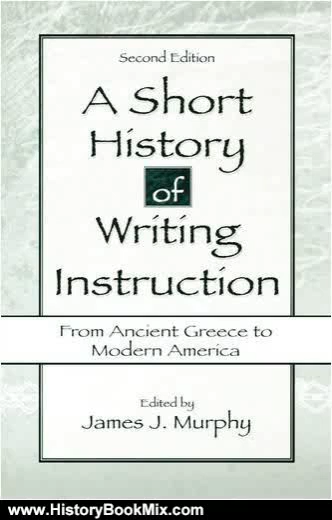 Second Edition
A Short
History
of
Writing
Instruction
From Ancient Greece to
Modern America
Edited by
James J. Murphy
www.HistoryBookMix.com